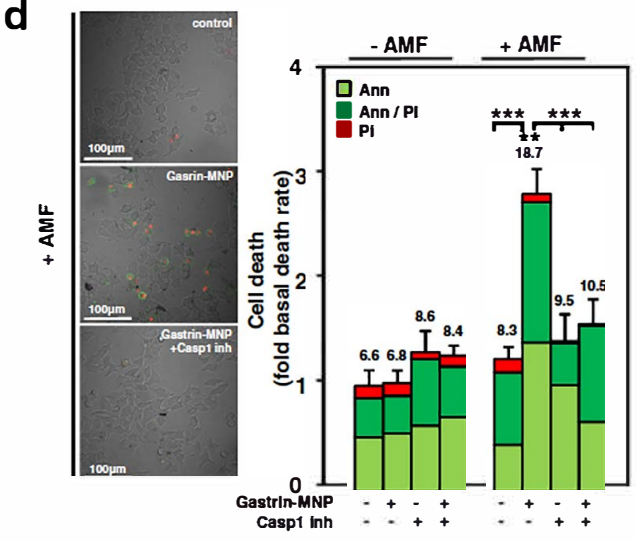 d
+ AMF
control
100µm
Gasrin-MNP
100µm
Gastrin-MNP
+Casp1 inh
100µm
- AMF + AMF
Cell death
(fold basal death rate)
4
3
2
1
0
Ann
Ann / PI
PI
*** ***
**
18.7
6.6 6.8 8.6 8.4 8.3 9.5 10.5
Gastrin-MNP - + - + - + - +
Casp1 inh - - + + - - + +